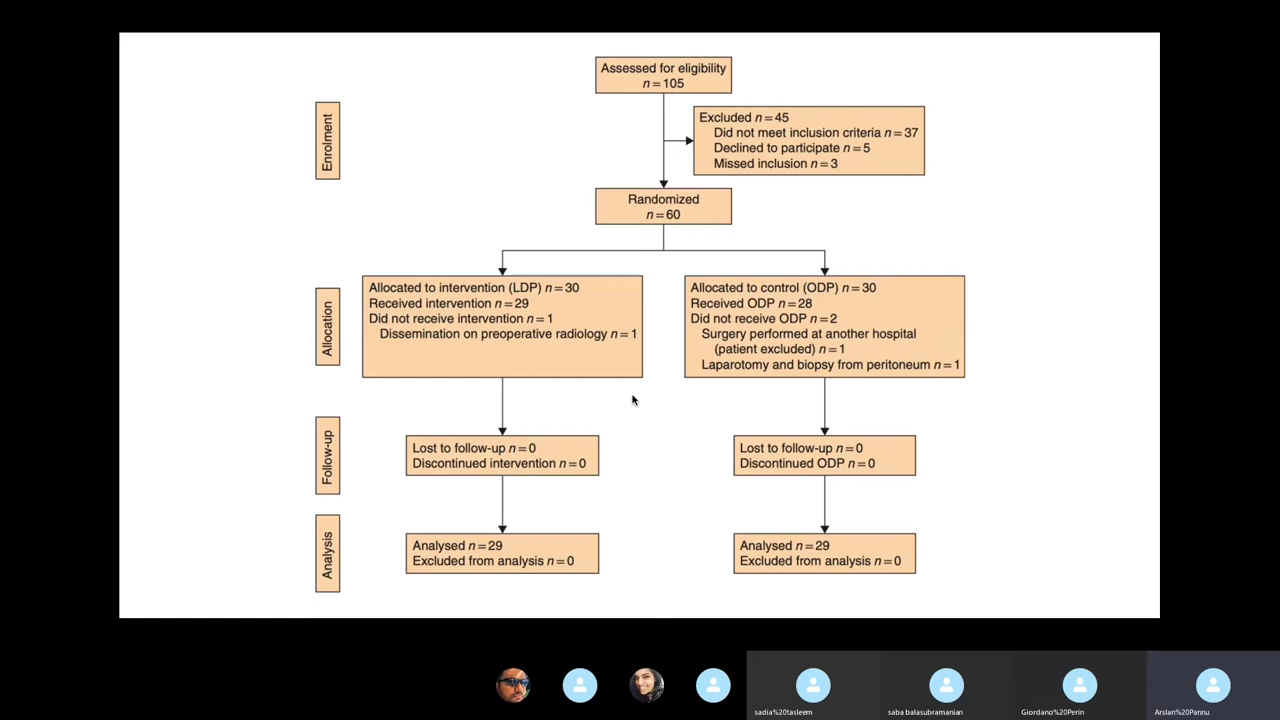 Assessed for eligibility
n=105
Enrolment
Excluded n=45
Did not meet inclusion criteria n=37
Declined to participate n=5
Missed inclusion n=3
Randomized
n=60
Allocation
Allocated to intervention (LDP) n=30
Received intervention n=29
Did not receive intervention n=1
Dissemination on preoperative radiology n=1
Allocated to control (ODP) n=30
Received ODP n=28
Did not receive ODP n=2
Surgery performed at another hospital
(patient excluded) n=1
Laparotomy and biopsy from peritoneum n=1
Follow-up
Lost to follow-up n=0
Discontinued intervention n=0
Lost to follow-up n=0
Discontinued ODP n=0
Analysis
Analysed n=29
Excluded from analysis n=0
Analysed n=29
Excluded from analysis n=0
sadia%20tasleem
saba balasubramanian
Giordano%20Perin
Arslan%20Pannu